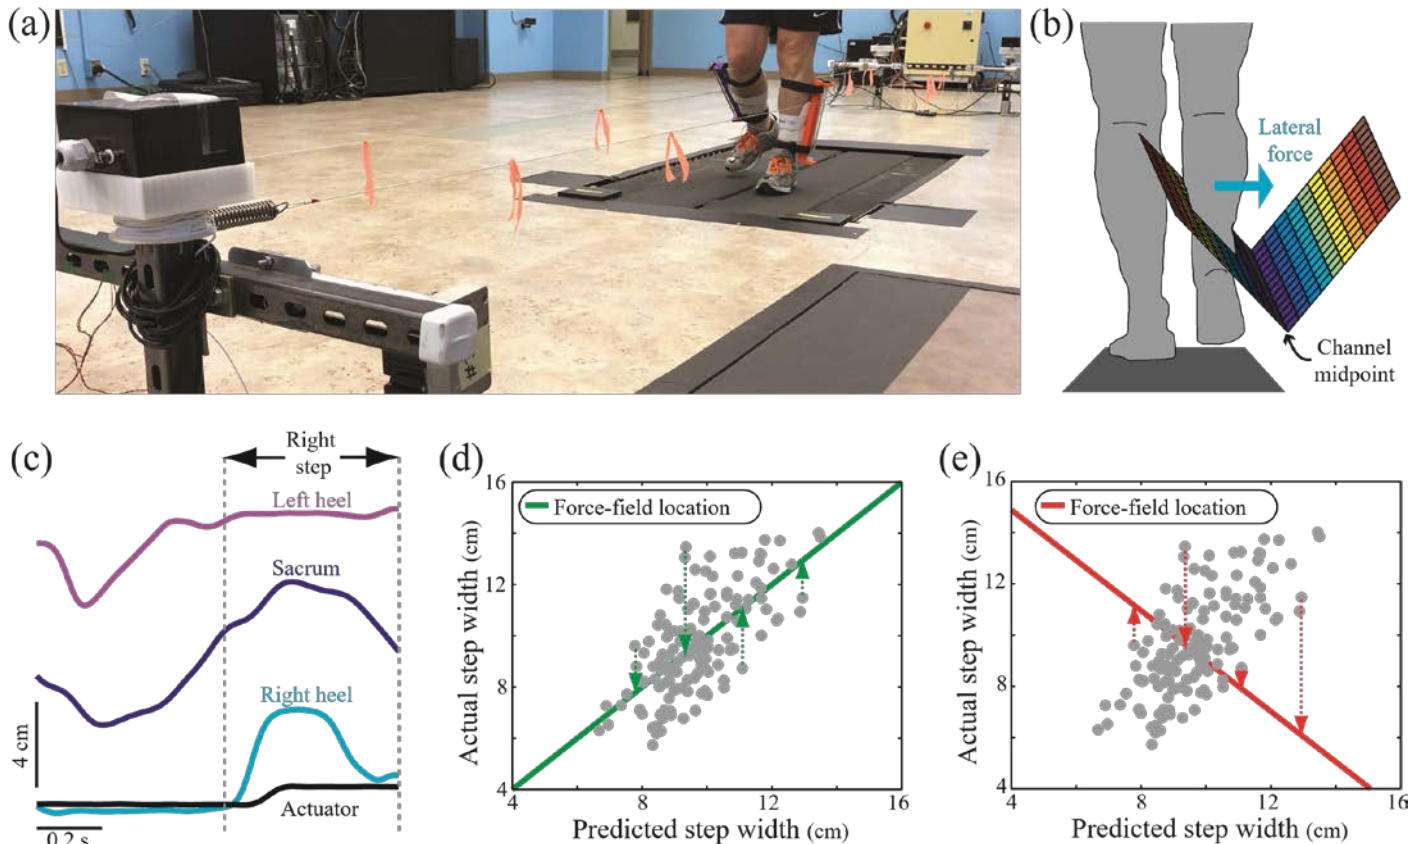 (a)
(b)
Lateral
force
Channel
midpoint
(c)
Right
step
Left heel
Sacrum
Right heel
Actuator
4 cm
0.2 s
(d)
Force-field location
Actual step width (cm)
16
12
8
4
4 8 12 16
Predicted step width (cm)
(e)
Force-field location
Actual step width (cm)
16
12
8
4
4 8 12 16
Predicted step width (cm)